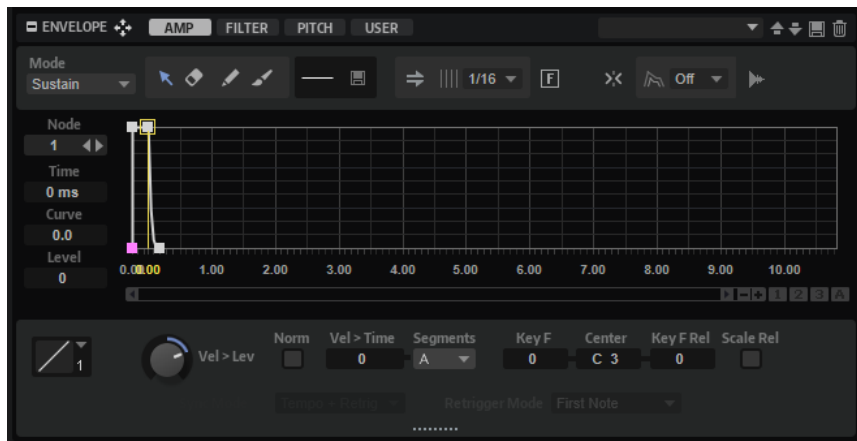 ENVELOPE AMP FILTER PITCH USER
Mode
Sustain 1/16 F Off
Node
1
Time
0 ms
Curve
0.0
Level
0
0.00 0.00 1.00 2.00 3.00 4.00 5.00 6.00 7.00 8.00 9.00 10.00
1 2 3 A
Norm Vel > Time Segments Key F Center Key F Rel Scale Rel
1 Vel > Lev 0 A 0 C 3 0
Tempo + Retrig Retrigger Mode First Note